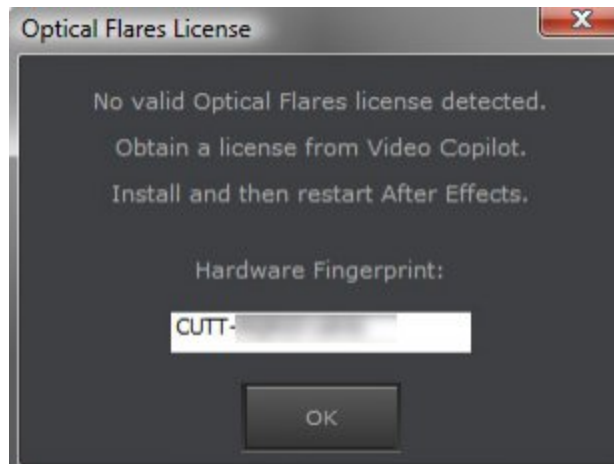 Optical Flares License
No valid Optical Flares license detected.
Obtain a license from Video Copilot.
Install and then restart After Effects.
Hardware Fingerprint:
CUTT-
OK